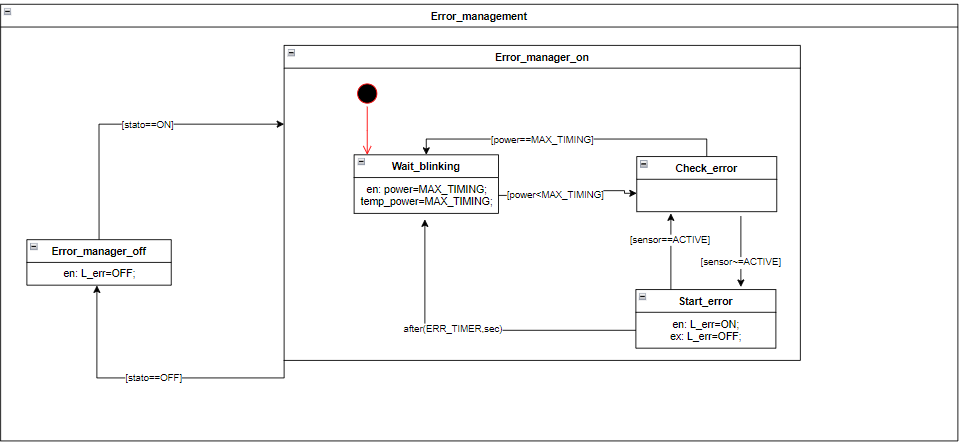 Error_management
Error_manager_on
[stato==ON]
[power==MAX_TIMING]
Wait_blinking
en: power=MAX_TIMING;
temp_power=MAX_TIMING;
[power<MAX_TIMING]
Check_error
[sensor==ACTIVE]
[sensor~=ACTIVE]
Error_manager_off
en: L_err=OFF;
Start_error
en: L_err=ON;
ex: L_err=OFF;
after(ERR_TIMER,sec)
[stato==OFF]